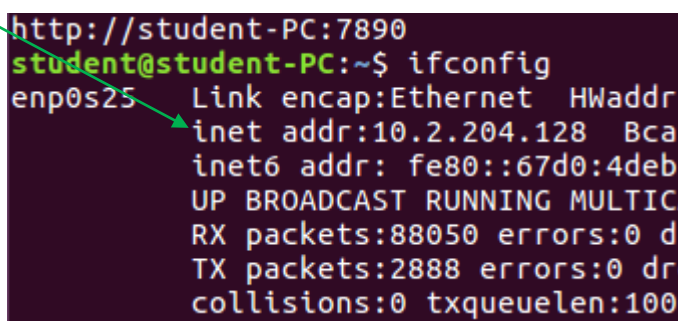 http://student-PC:7890
student@student-PC:~$ ifconfig
enp0s25 Link encap:Ethernet HWaddr
inet addr:10.2.204.128 Bca
inet6 addr: fe80::67d0:4deb
UP BROADCAST RUNNING MULTIC
RX packets:88050 errors:0 d
TX packets:2888 errors:0 dr
collisions:0 txqueuelen:100